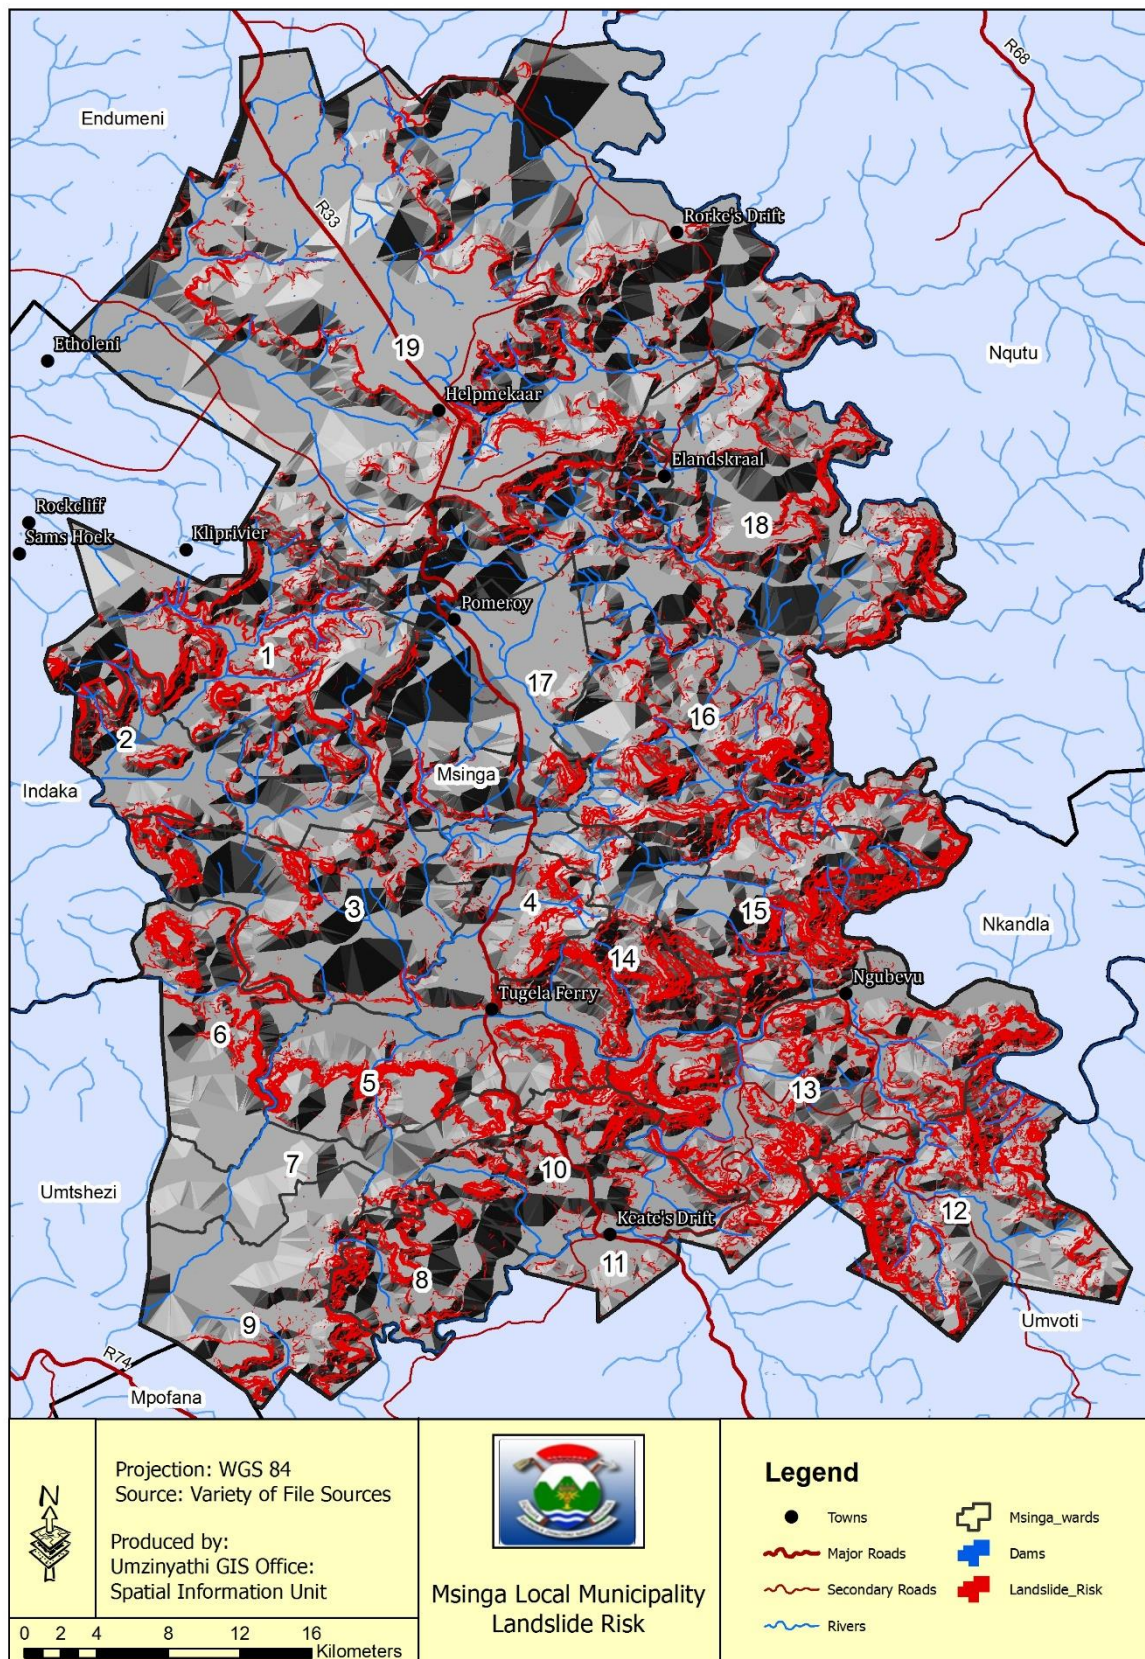 R68
Endumeni
R33
Rorke's Drift
Nqutu
Etholeni
19
Helpmekaar
Elandskraal
Rockcliff
18
Sams Hoek
Kliprivier
Pomeroy
1
17
16
2
Msinga
Indaka
3
4
15
Nkandla
14
Ngubevu
Tugela Ferry
6
5
13
7
10
Umtshezi
12
Keate's Drift
11
8
9
Umvoti
R74
Mpofana
N
Projection: WGS 84
Source: Variety of File Sources
Produced by:
Umzinyathi GIS Office:
Spatial Information Unit
0 2 4 8 12 16
Kilometers
Msinga Local Municipality
Landslide Risk
Legend
Towns
Major Roads
Secondary Roads
Rivers
Msinga_wards
Dams
Landslide_Risk